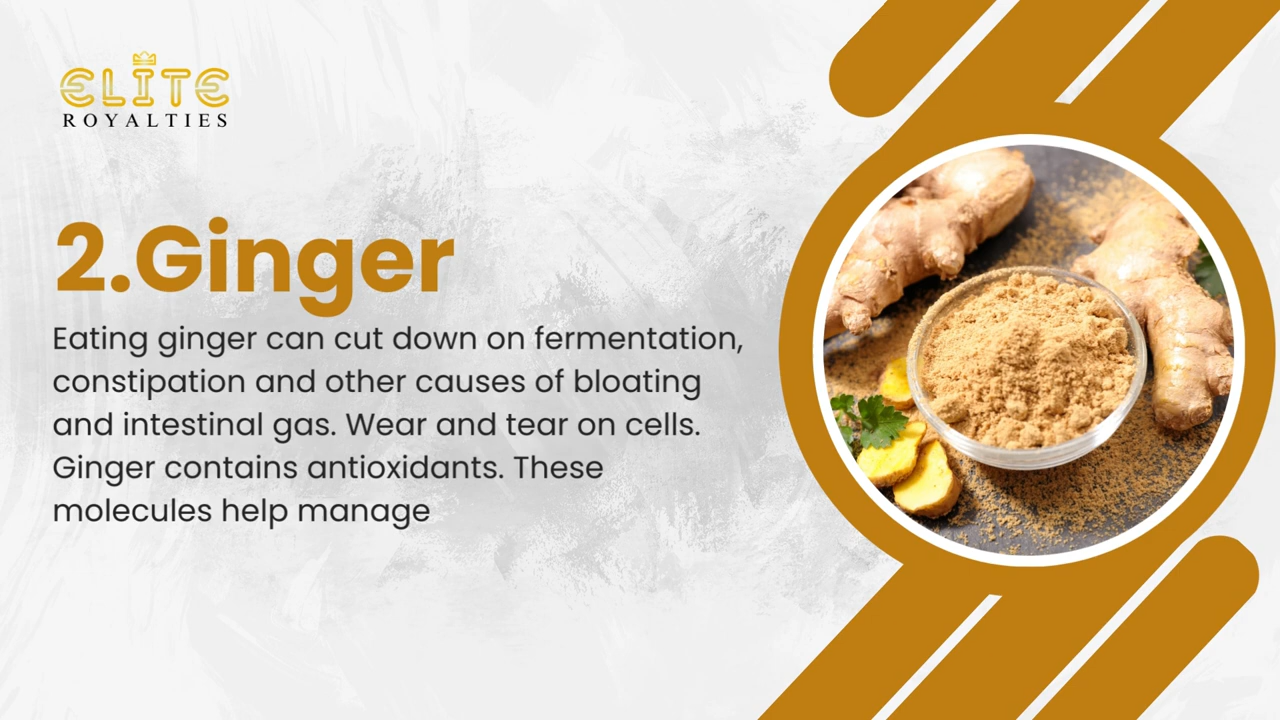 ELITE
ROYALTIES
2.Ginger
Eating ginger can cut down on fermentation,
constipation and other causes of bloating
and intestinal gas. Wear and tear on cells.
Ginger contains antioxidants. These
molecules help manage